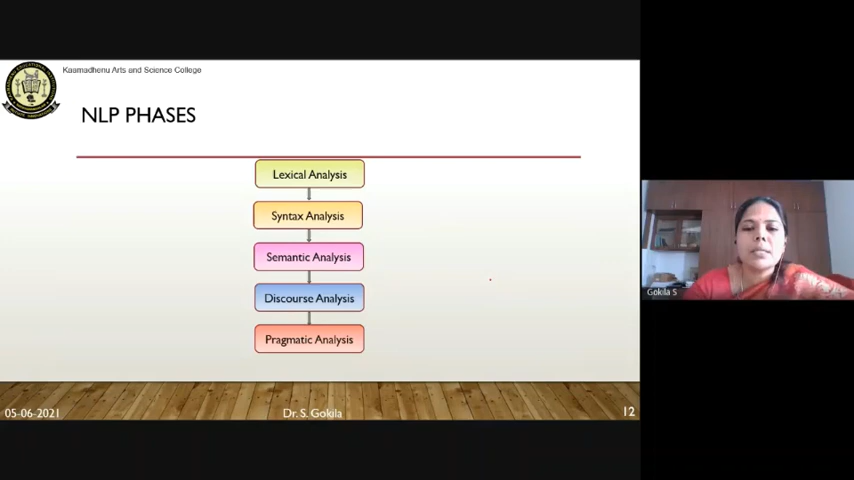 Kaamadhenu Arts and Science College
NLP PHASES
Lexical Analysis
Syntax Analysis
Semantic Analysis
Discourse Analysis
Pragmatic Analysis
Gokila S
05-06-2021
Dr. S. Gokila
12